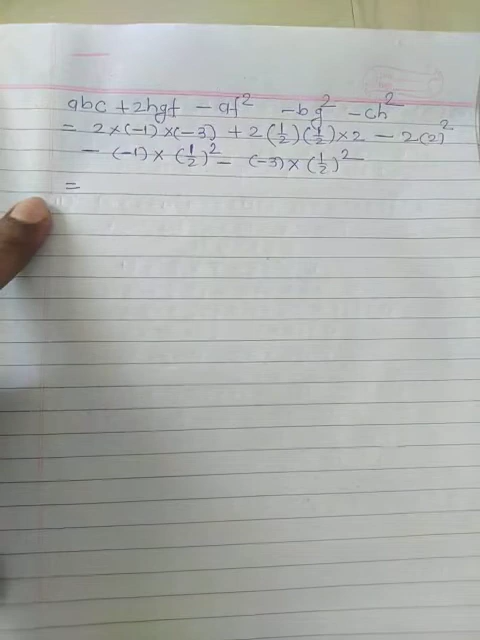 abc + 2hgf - af² - bg² - ch²
= 2×(-1)×(-3) + 2(1/2)(1/2)×2 - 2(2)²
- (-1)×(1/2)² - (-3)×(1/2)²
=